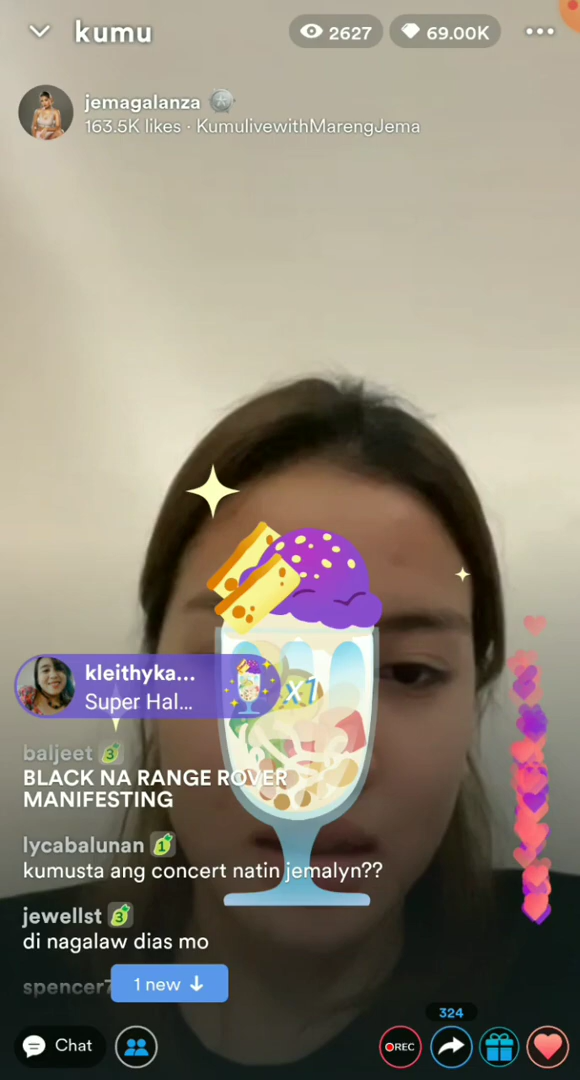 kumu
2627
69.00K
jemagalanza
163.5K likes · KumulivewithMarengJema
kleithyka...
Super Hal...
x1
baljeet 3
BLACK NA RANGE ROVER
MANIFESTING
lycabalunan 1
kumusta ang concert natin jemalyn??
jewellst 3
di nagalaw dias mo
spencer7
1 new
324
Chat
REC